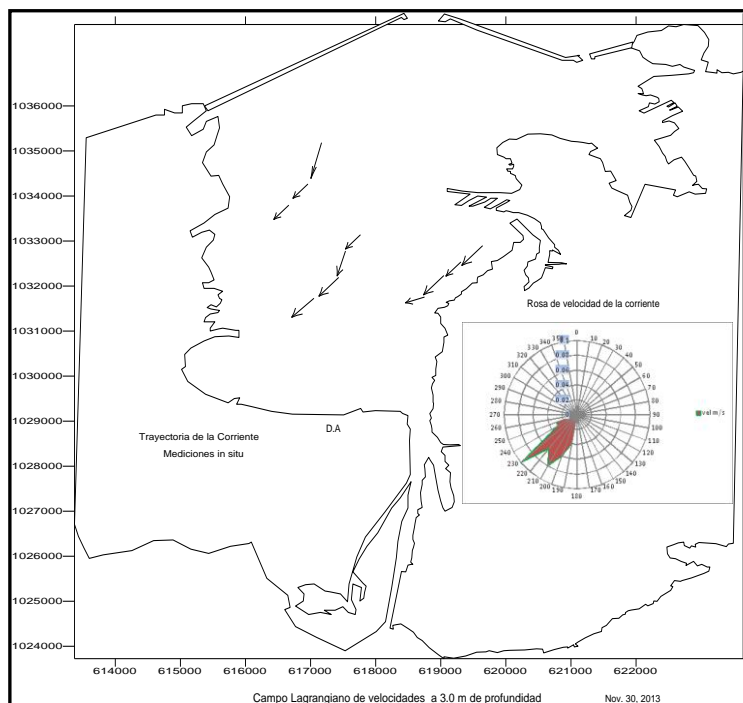 1036000
1035000
1034000
1033000
1032000
1031000
1030000
1029000
1028000
1027000
1026000
1025000
1024000
614000 615000 616000 617000 618000 619000 620000 621000 622000
Trayectoria de la Corriente
Mediciones in situ
D.A
Rosa de velocidad de la corriente
0 10 20 30 40 50 60 70 80 90 100 110 120 130 140 150 160 170 180 190 200 210 220 230 240 250 260 270 280 290 300 310 320 330 340 350
0.1
0.08
0.06
0.04
0.02
0
vel m/s
Campo Lagrangiano de velocidades a 3.0 m de profundidad
Nov. 30, 2013